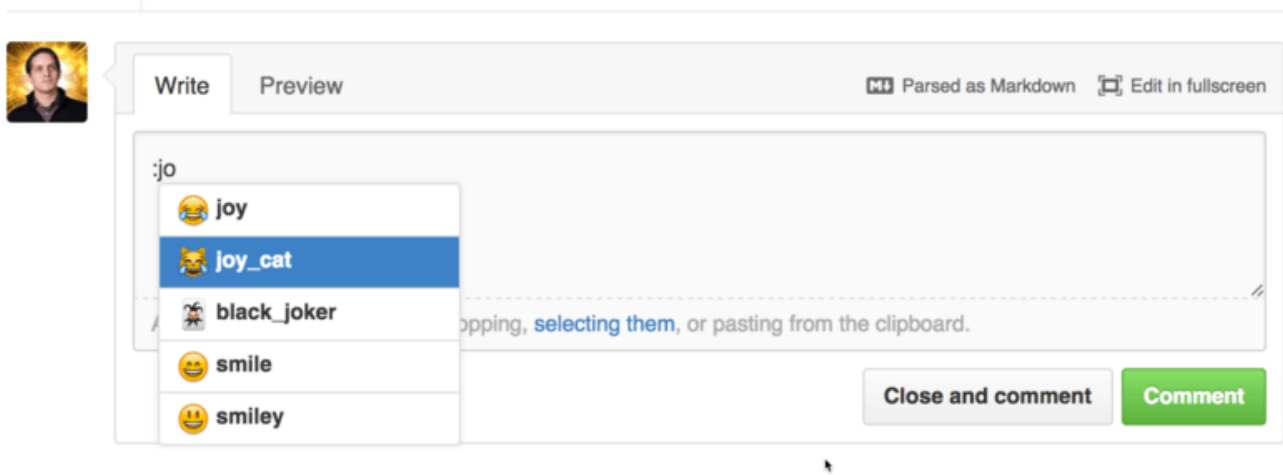 Write Preview Parsed as Markdown Edit in fullscreen
:jo
joy
joy_cat
black_joker
opping, selecting them, or pasting from the clipboard.
smile
smiley
Close and comment Comment